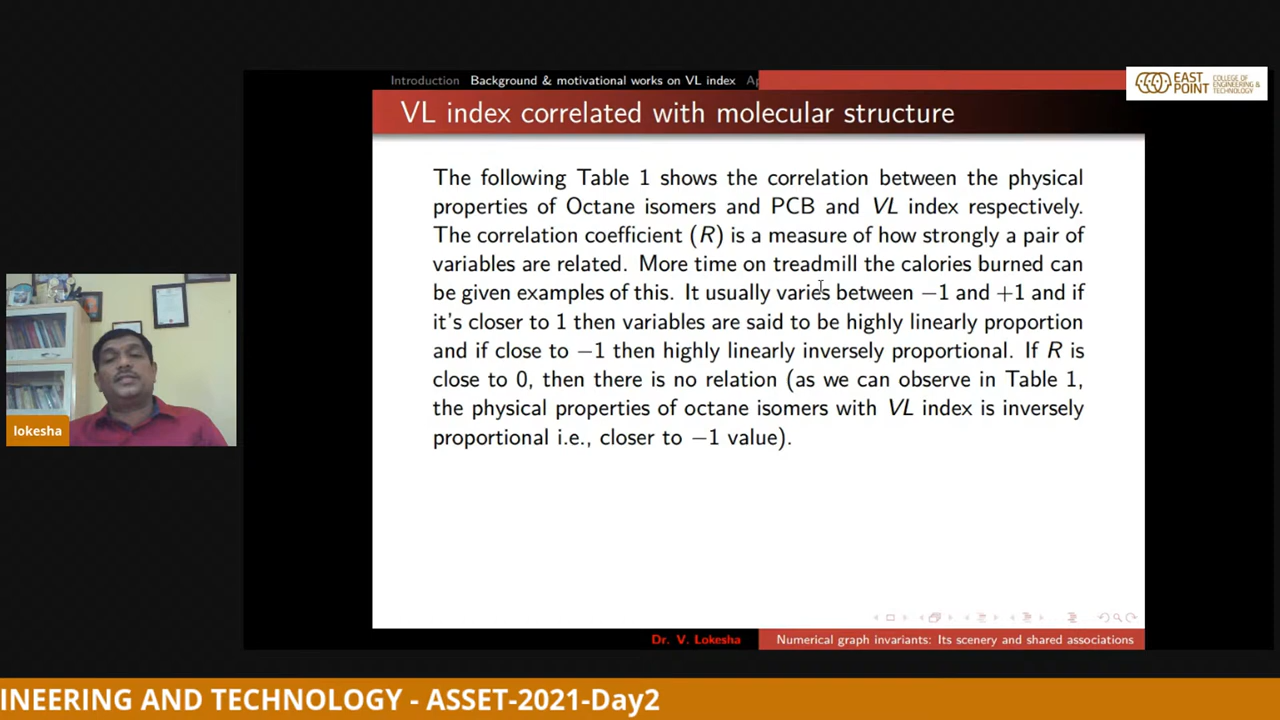 Introduction Background & motivational works on VL index
EAST POINT
COLLEGE OF ENGINEERING & TECHNOLOGY
VL index correlated with molecular structure
The following Table 1 shows the correlation between the physical
properties of Octane isomers and PCB and VL index respectively.
The correlation coefficient (R) is a measure of how strongly a pair of
variables are related. More time on treadmill the calories burned can
be given examples of this. It usually varies between −1 and +1 and if
it's closer to 1 then variables are said to be highly linearly proportion
and if close to −1 then highly linearly inversely proportional. If R is
close to 0, then there is no relation (as we can observe in Table 1,
the physical properties of octane isomers with VL index is inversely
proportional i.e., closer to −1 value).
lokesha
Dr. V. Lokesha Numerical graph invariants: Its scenery and shared associations
INEERING AND TECHNOLOGY - ASSET-2021-Day2